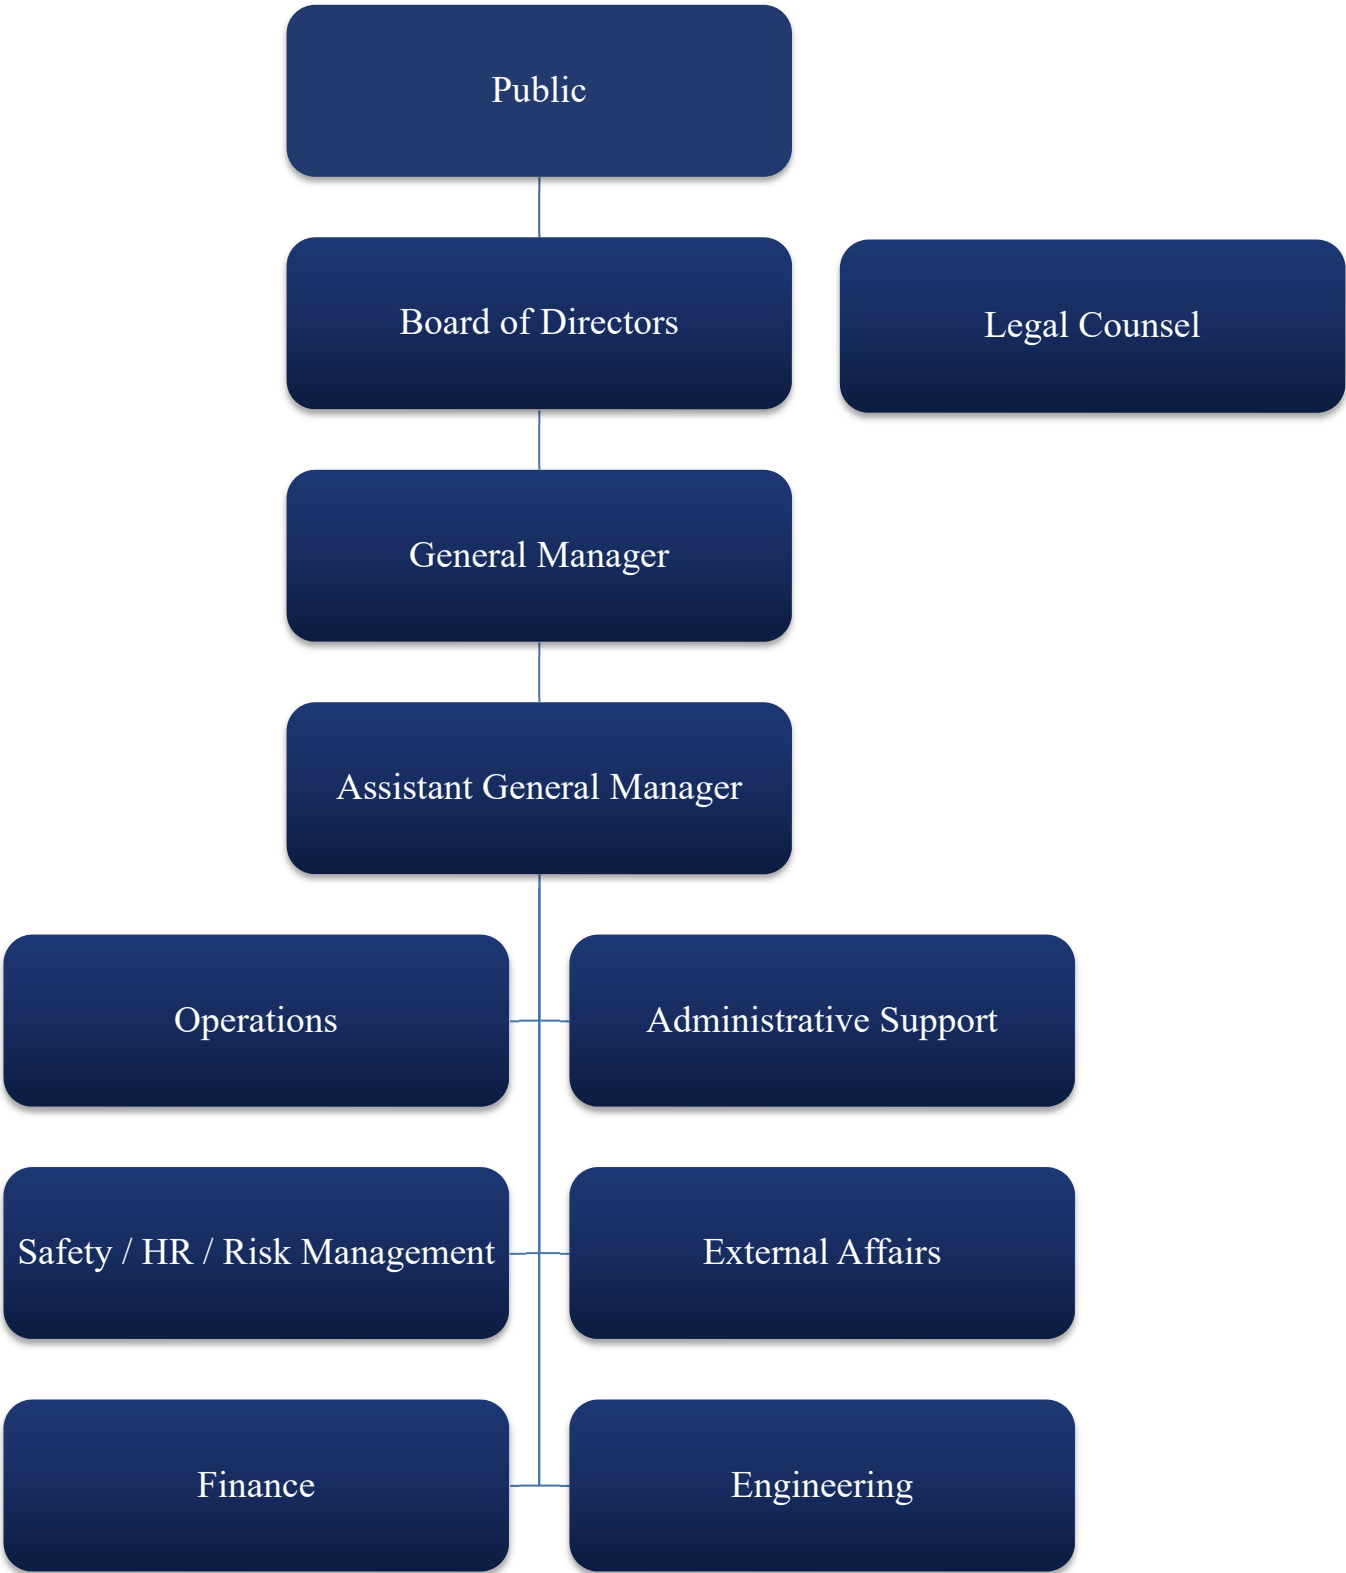 Public
Board of Directors
Legal Counsel
General Manager
Assistant General Manager
Operations
Administrative Support
Safety / HR / Risk Management
External Affairs
Finance
Engineering